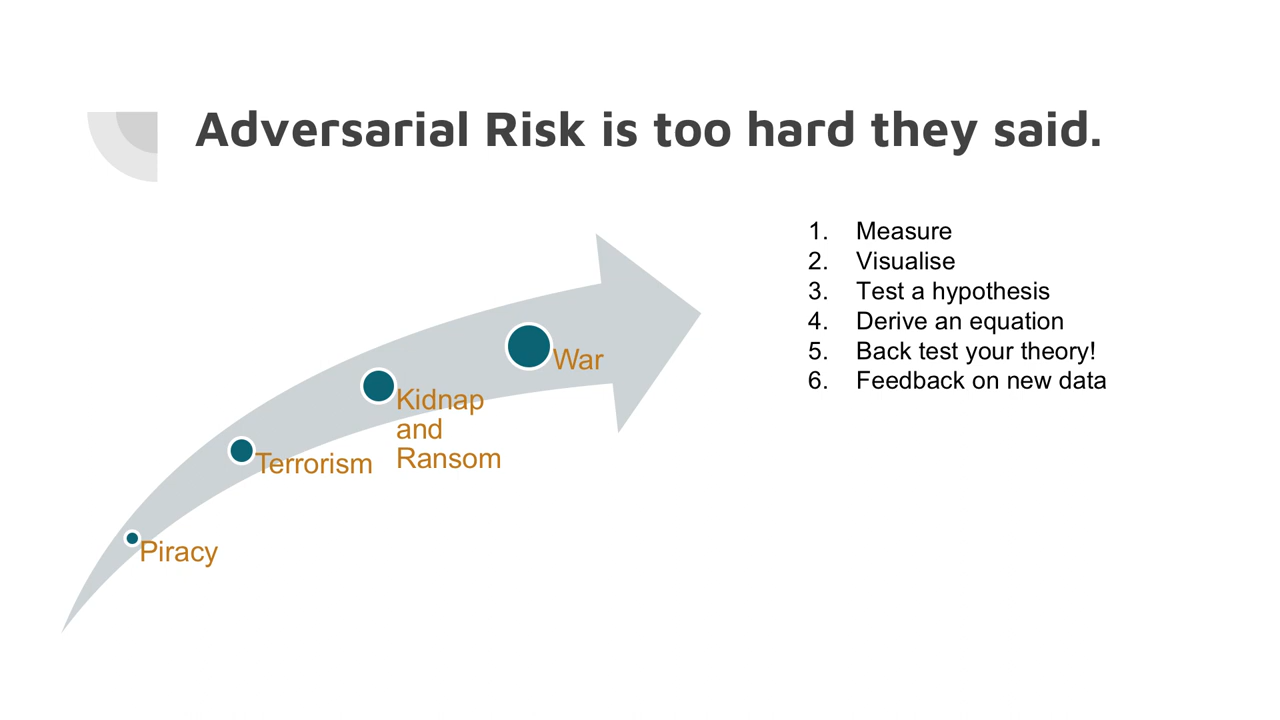 Adversarial Risk is too hard they said.
1. Measure
2. Visualise
3. Test a hypothesis
4. Derive an equation
5. Back test your theory!
6. Feedback on new data
War
Kidnap
and
Ransom
Terrorism
Piracy